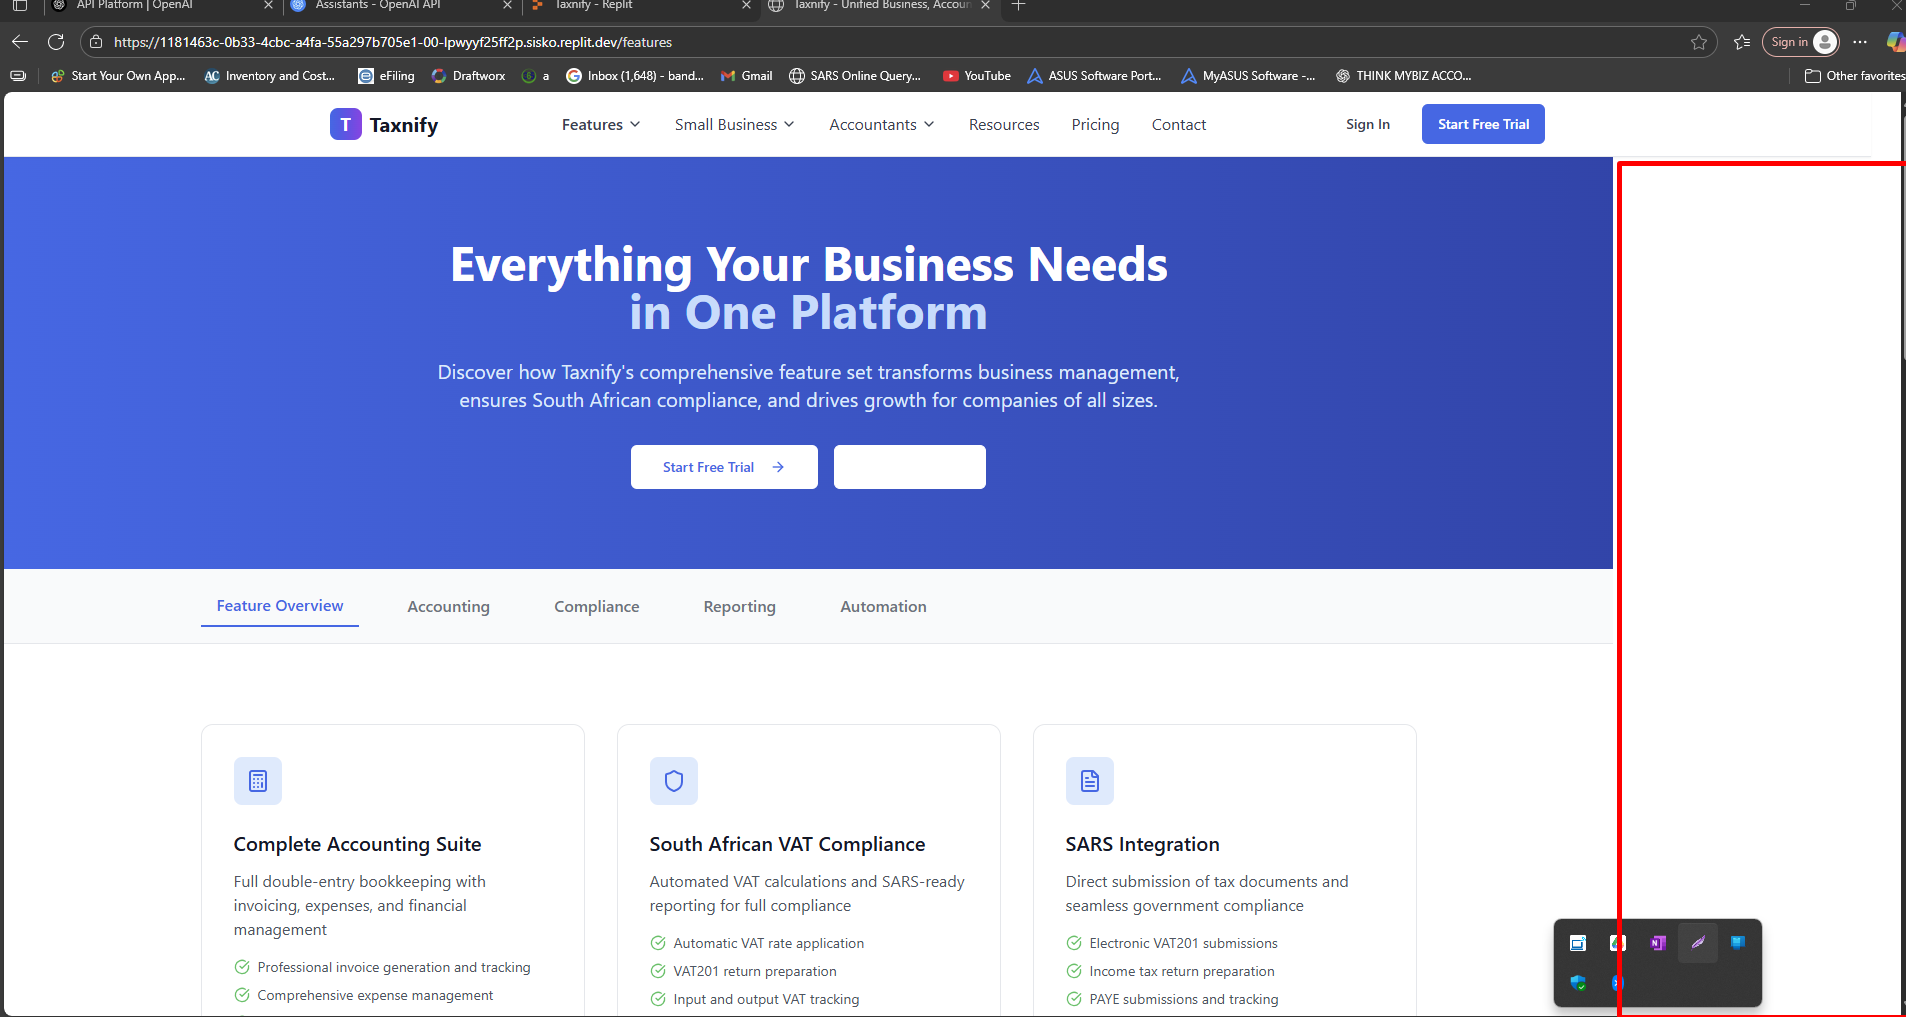 API Platform | OpenAI
Assistants - OpenAI API
Taxnify - Replit
Taxnify - Unified Business, Accoun
https://1181463c-0b33-4cbc-a4fa-55a297b705e1-00-lpwyyf25ff2p.sisko.replit.dev/features
Sign in
Start Your Own App...
AC Inventory and Cost...
eFiling
Draftworx
6 a
Inbox (1,648) - band...
Gmail
SARS Online Query...
YouTube
ASUS Software Port...
MyASUS Software -...
THINK MYBIZ ACCO...
Other favorites
T Taxnify
Features
Small Business
Accountants
Resources
Pricing
Contact
Sign In
Start Free Trial
Everything Your Business Needs
in One Platform
Discover how Taxnify's comprehensive feature set transforms business management,
ensures South African compliance, and drives growth for companies of all sizes.
Start Free Trial
Feature Overview
Accounting
Compliance
Reporting
Automation
Complete Accounting Suite
Full double-entry bookkeeping with
invoicing, expenses, and financial
management
Professional invoice generation and tracking
Comprehensive expense management
South African VAT Compliance
Automated VAT calculations and SARS-ready
reporting for full compliance
Automatic VAT rate application
VAT201 return preparation
Input and output VAT tracking
SARS Integration
Direct submission of tax documents and
seamless government compliance
Electronic VAT201 submissions
Income tax return preparation
PAYE submissions and tracking